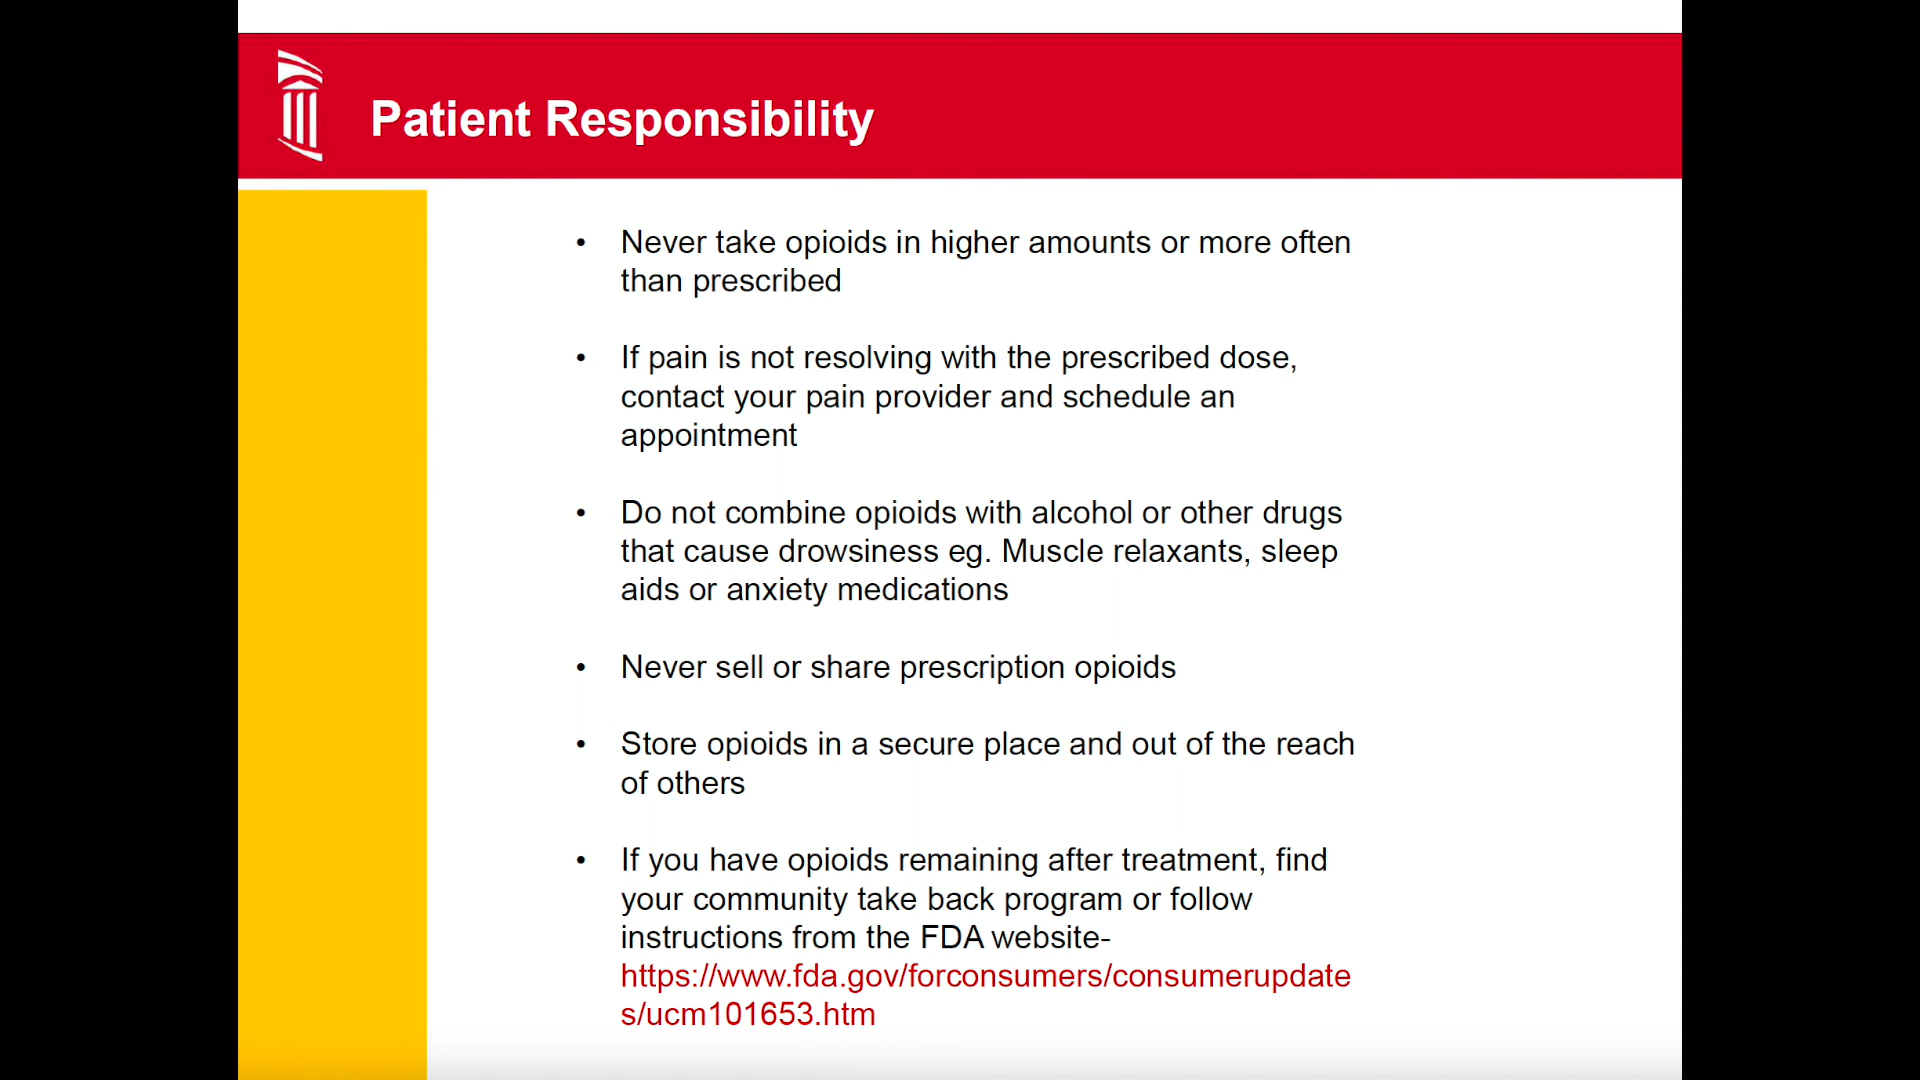 Patient Responsibility
• Never take opioids in higher amounts or more often
than prescribed
• If pain is not resolving with the prescribed dose,
contact your pain provider and schedule an
appointment
• Do not combine opioids with alcohol or other drugs
that cause drowsiness eg. Muscle relaxants, sleep
aids or anxiety medications
• Never sell or share prescription opioids
• Store opioids in a secure place and out of the reach
of others
• If you have opioids remaining after treatment, find
your community take back program or follow
instructions from the FDA website-
https://www.fda.gov/forconsumers/consumerupdate
s/ucm101653.htm